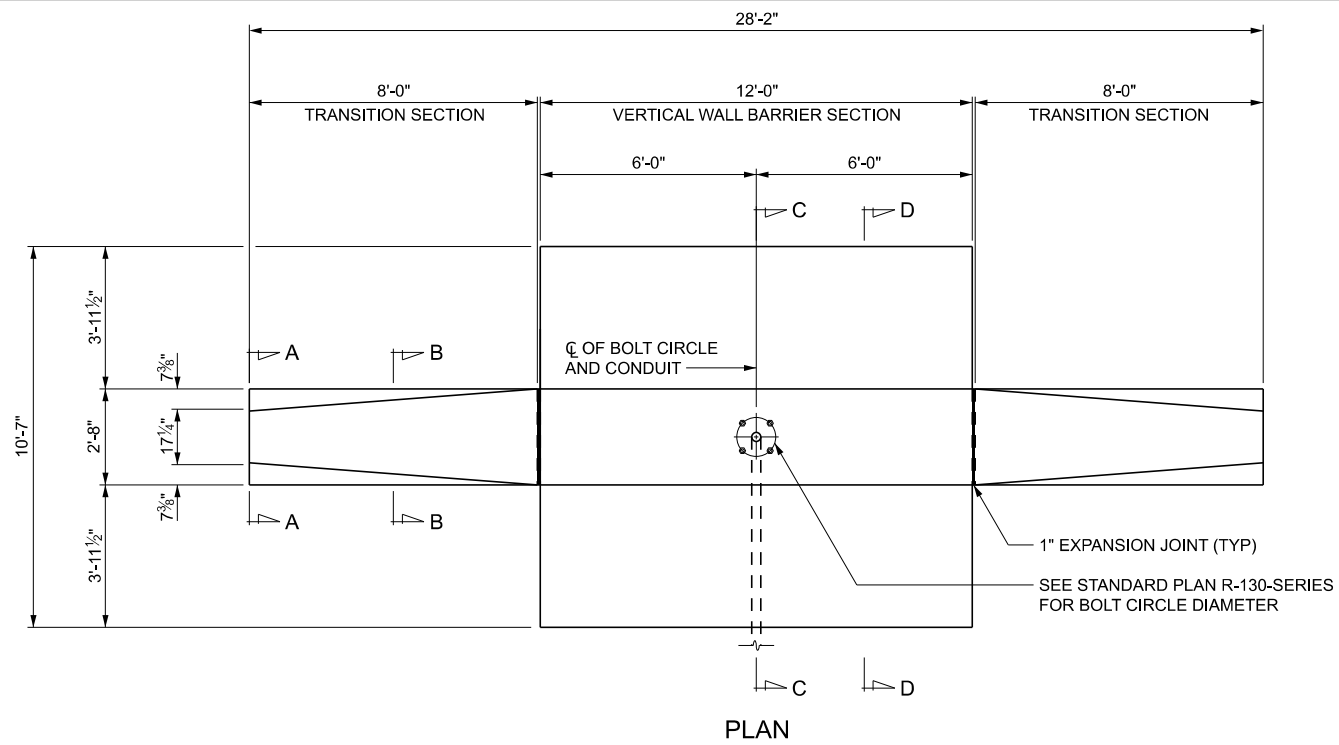 28'-2"
8'-0"
12'-0"
8'-0"
TRANSITION SECTION
VERTICAL WALL BARRIER SECTION
TRANSITION SECTION
6'-0"
6'-0"
C
D
10'-7"
3'-11½"
7⅜"
2'-8"
17¼"
7⅜"
3'-11½"
A
B
℄ OF BOLT CIRCLE
AND CONDUIT
A
B
1" EXPANSION JOINT (TYP)
SEE STANDARD PLAN R-130-SERIES
FOR BOLT CIRCLE DIAMETER
C
D
PLAN